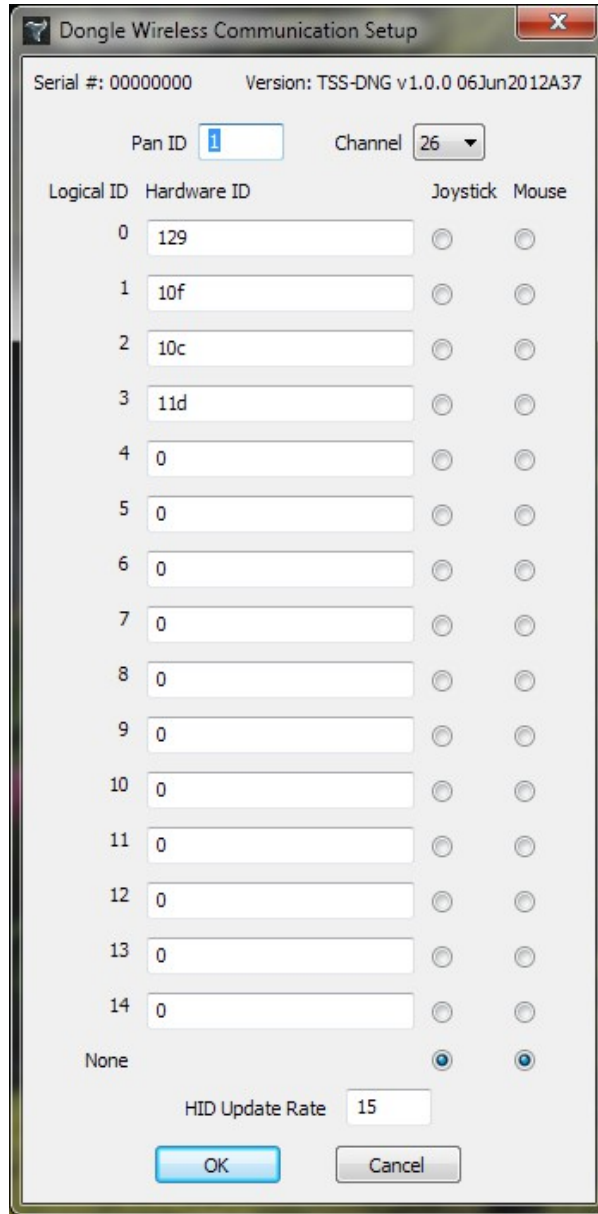 Dongle Wireless Communication Setup
Serial #: 00000000 Version: TSS-DNG v1.0.0 06Jun2012A37
Pan ID 1 Channel 26
Logical ID Hardware ID Joystick Mouse
0 129
1 10f
2 10c
3 11d
4 0
5 0
6 0
7 0
8 0
9 0
10 0
11 0
12 0
13 0
14 0
None
HID Update Rate 15
OK Cancel